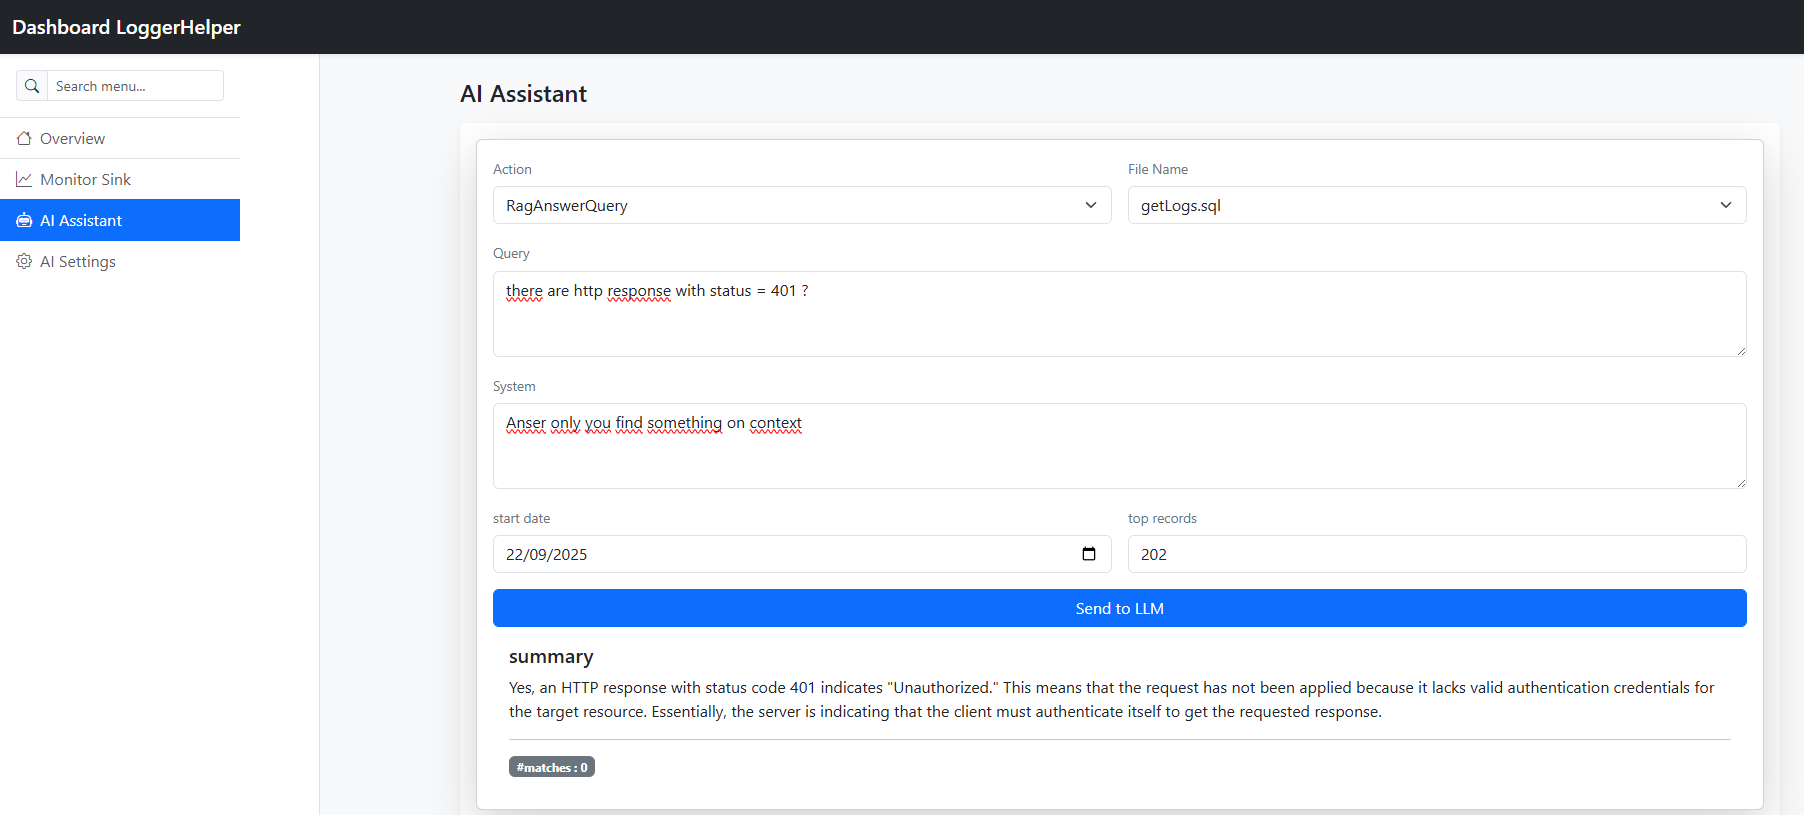 Dashboard LoggerHelper
Search menu...
Overview
Monitor Sink
AI Assistant
AI Settings
AI Assistant
Action
File Name
RagAnswerQuery
getLogs.sql
Query
there are http response with status = 401 ?
System
Anser only you find something on context
start date
top records
22/09/2025
202
Send to LLM
summary
Yes, an HTTP response with status code 401 indicates "Unauthorized." This means that the request has not been applied because it lacks valid authentication credentials for
the target resource. Essentially, the server is indicating that the client must authenticate itself to get the requested response.
#matches : 0